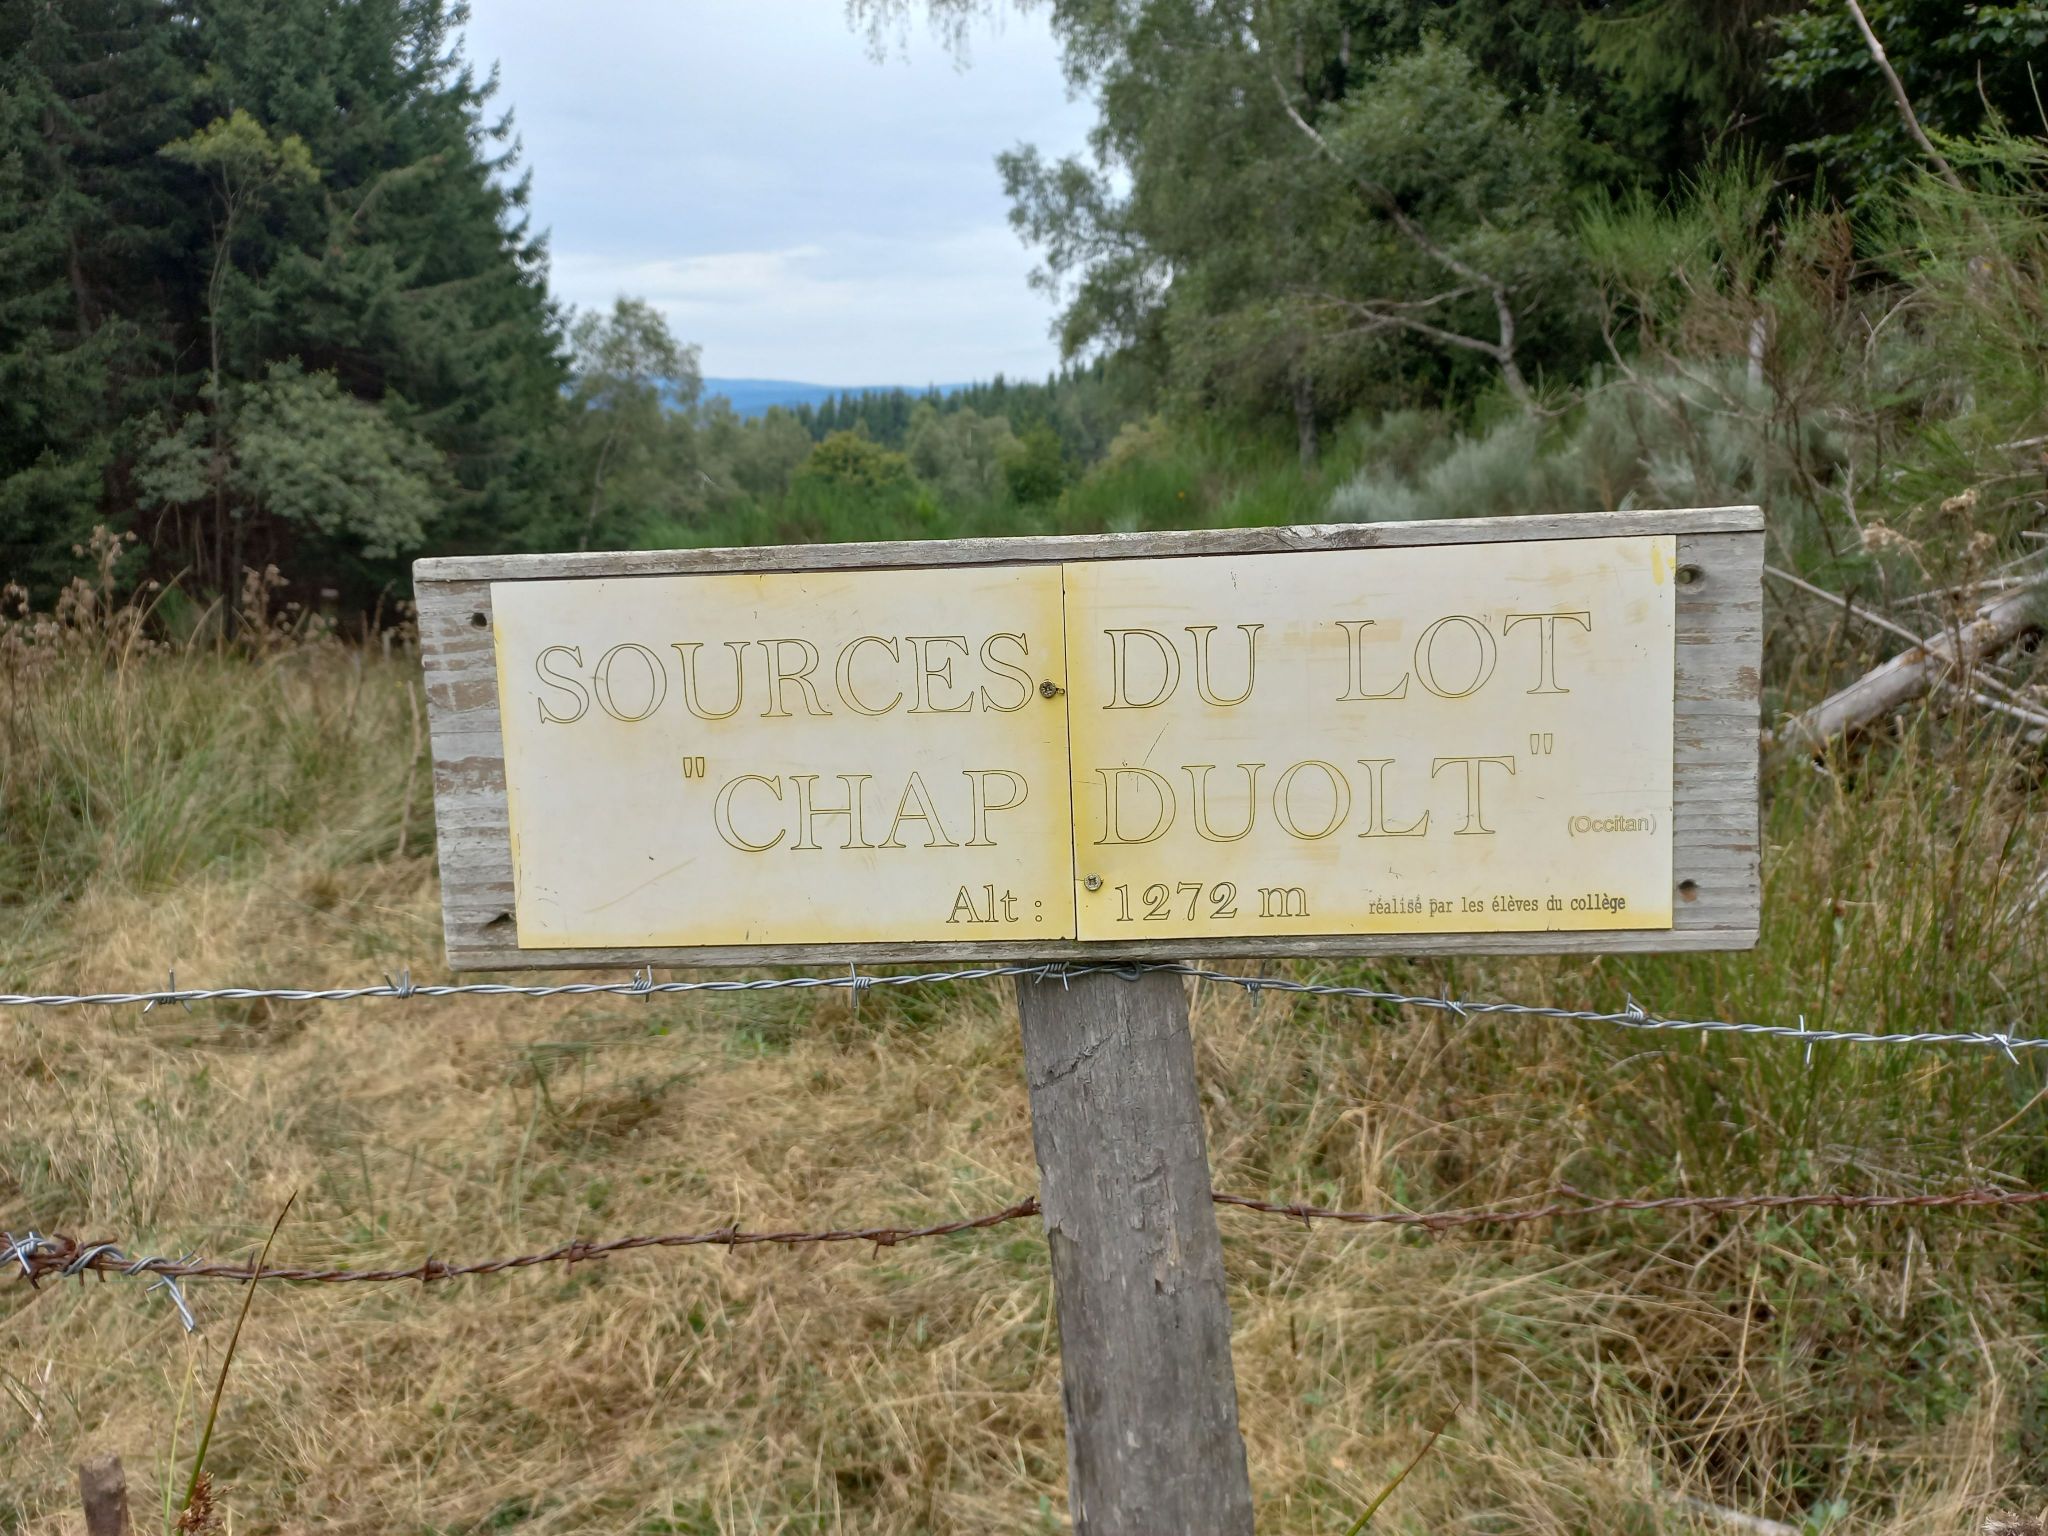 SOURCES DU LOT
"CHAP DUOLT" (Occitan)
Alt : 1272 m réalisé par les élèves du collège